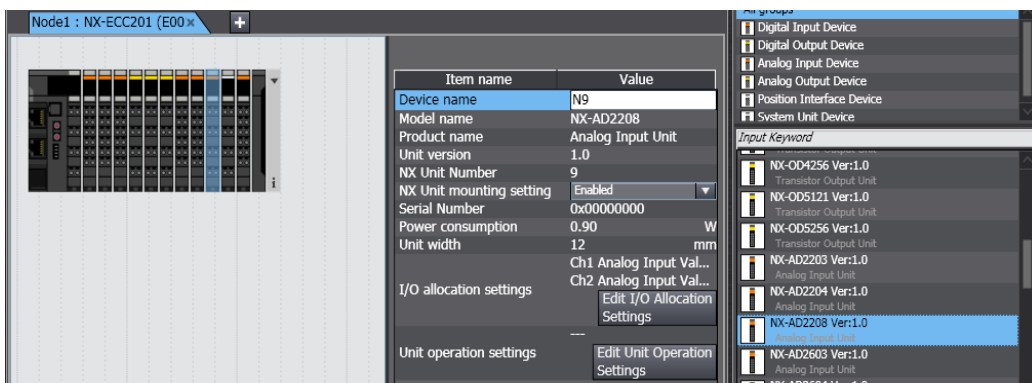 Node1 : NX-ECC201 (E00 ×
+
i
Item name Value
Device name N9
Model name NX-AD2208
Product name Analog Input Unit
Unit version 1.0
NX Unit Number 9
NX Unit mounting setting Enabled
Serial Number 0x00000000
Power consumption 0.90 W
Unit width 12 mm
I/O allocation settings
Ch1 Analog Input Val...
Ch2 Analog Input Val...
Edit I/O Allocation
Settings
Unit operation settings
---
Edit Unit Operation
Settings
All groups
Digital Input Device
Digital Output Device
Analog Input Device
Analog Output Device
Position Interface Device
System Unit Device
Input Keyword
Transistor Output Unit
NX-OD4256 Ver:1.0
Transistor Output Unit
NX-OD5121 Ver:1.0
Transistor Output Unit
NX-OD5256 Ver:1.0
Transistor Output Unit
NX-AD2203 Ver:1.0
Analog Input Unit
NX-AD2204 Ver:1.0
Analog Input Unit
NX-AD2208 Ver:1.0
Analog Input Unit
NX-AD2603 Ver:1.0
Analog Input Unit